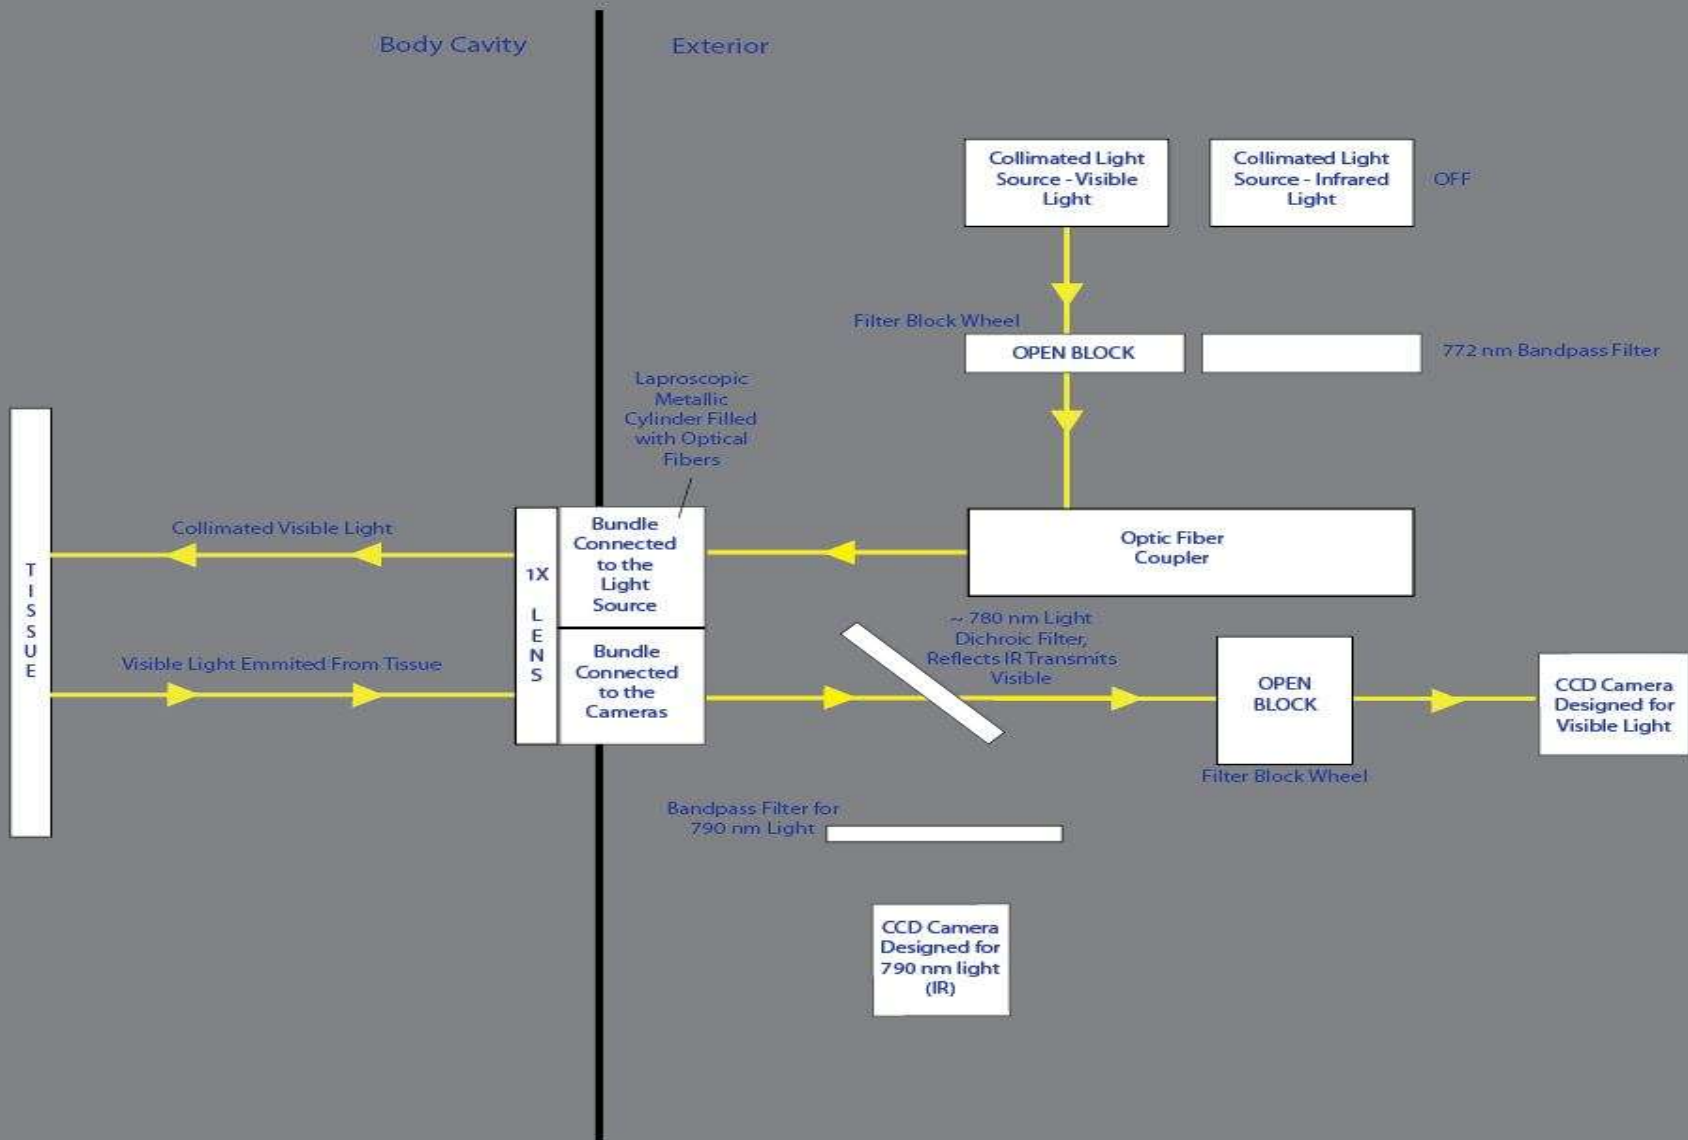 Body Cavity
Exterior
Collimated Light
Source - Visible
Light
Collimated Light
Source - Infrared
Light
OFF
Filter Block Wheel
OPEN BLOCK
772 nm Bandpass Filter
Laproscopic
Metallic
Cylinder Filled
with Optical
Fibers
Collimated Visible Light
Bundle
Connected
to the
Light
Source
Optic Fiber
Coupler
TISSUE
1X
LENS
Visible Light Emmited From Tissue
Bundle
Connected
to the
Cameras
~ 780 nm Light
Dichroic Filter,
Reflects IR Transmits
Visible
OPEN
BLOCK
Filter Block Wheel
CCD Camera
Designed for
Visible Light
Bandpass Filter for
790 nm Light
CCD Camera
Designed for
790 nm light
(IR)